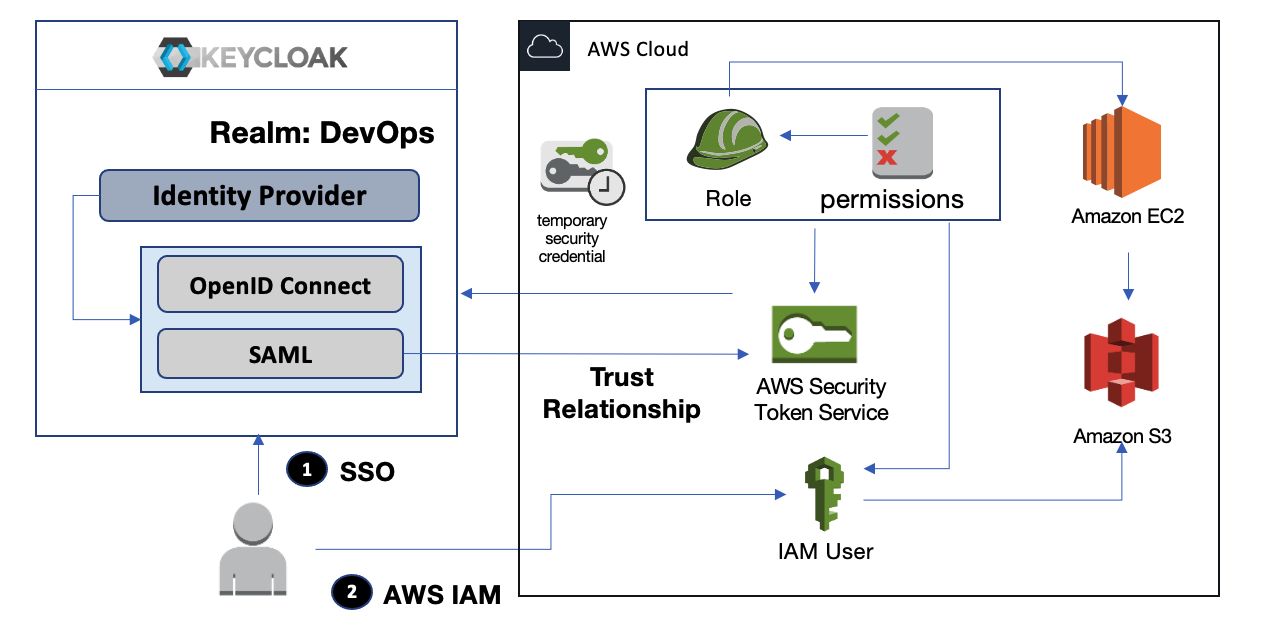 KEYCLOAK
Realm: DevOps
Identity Provider
OpenID Connect
SAML
1 SSO
2 AWS IAM
Trust
Relationship
AWS Cloud
temporary
security
credential
Role
permissions
AWS Security
Token Service
IAM User
Amazon EC2
Amazon S3